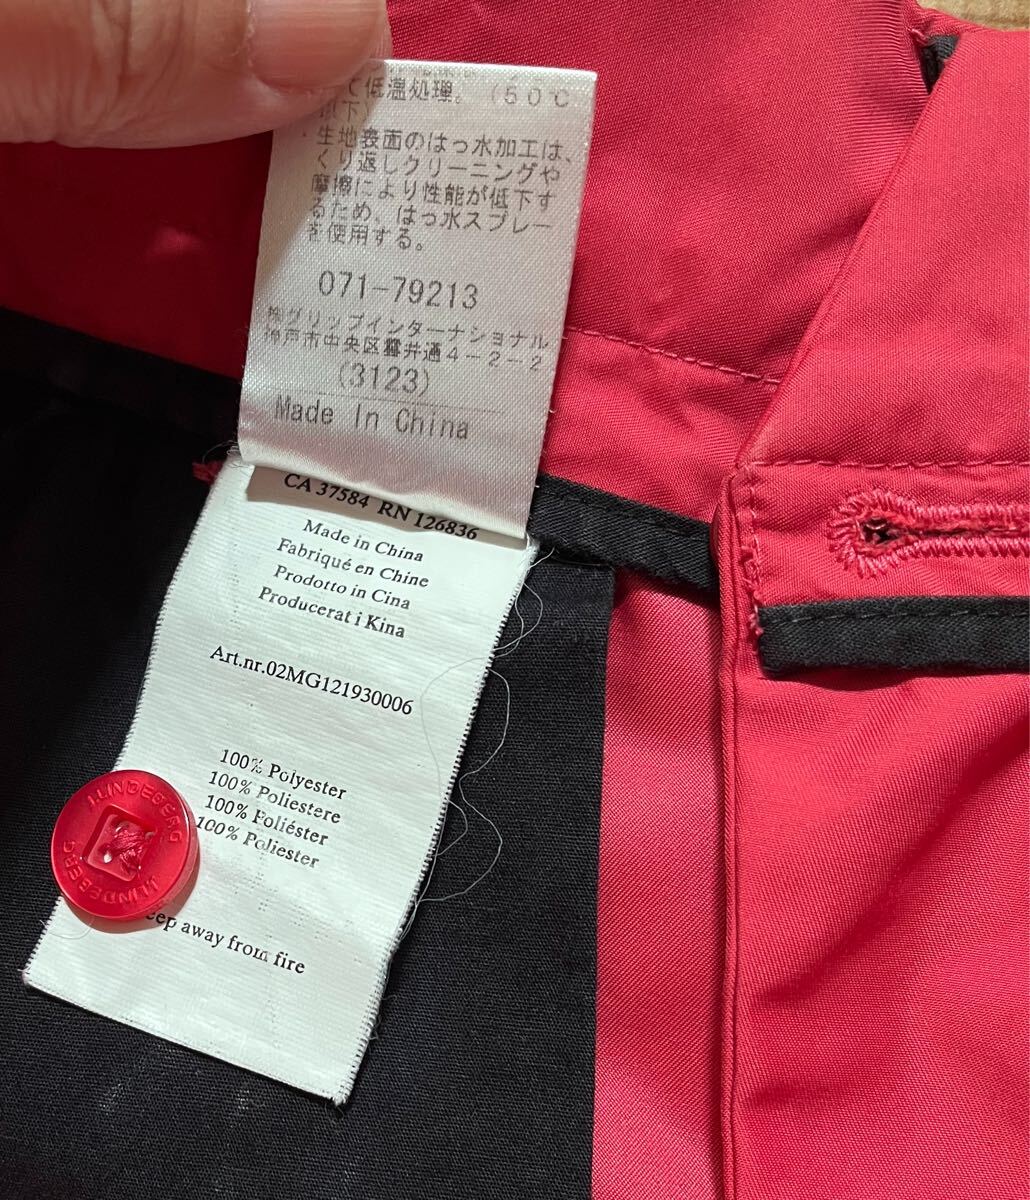 て低温処理。(50℃
以下)
・生地表面のはっ水加工は、
くり返しクリーニングや
摩擦により性能が低下す
るため、はっ水スプレー
を使用する。
071-79213
㈱グリップインターナショナル
神戸市中央区磯辺通4-2-2
(3123)
Made In China
CA 37584 RN 126836
Made in China
Fabriqué en Chine
Prodotto in Cina
Producerat i Kina
Art.nr.02MG121930006
100% Polyester
100% Poliestere
100% Poliéster
100% Poliester
eep away from fire
J.LINDEBERG
J.LINDEBERG